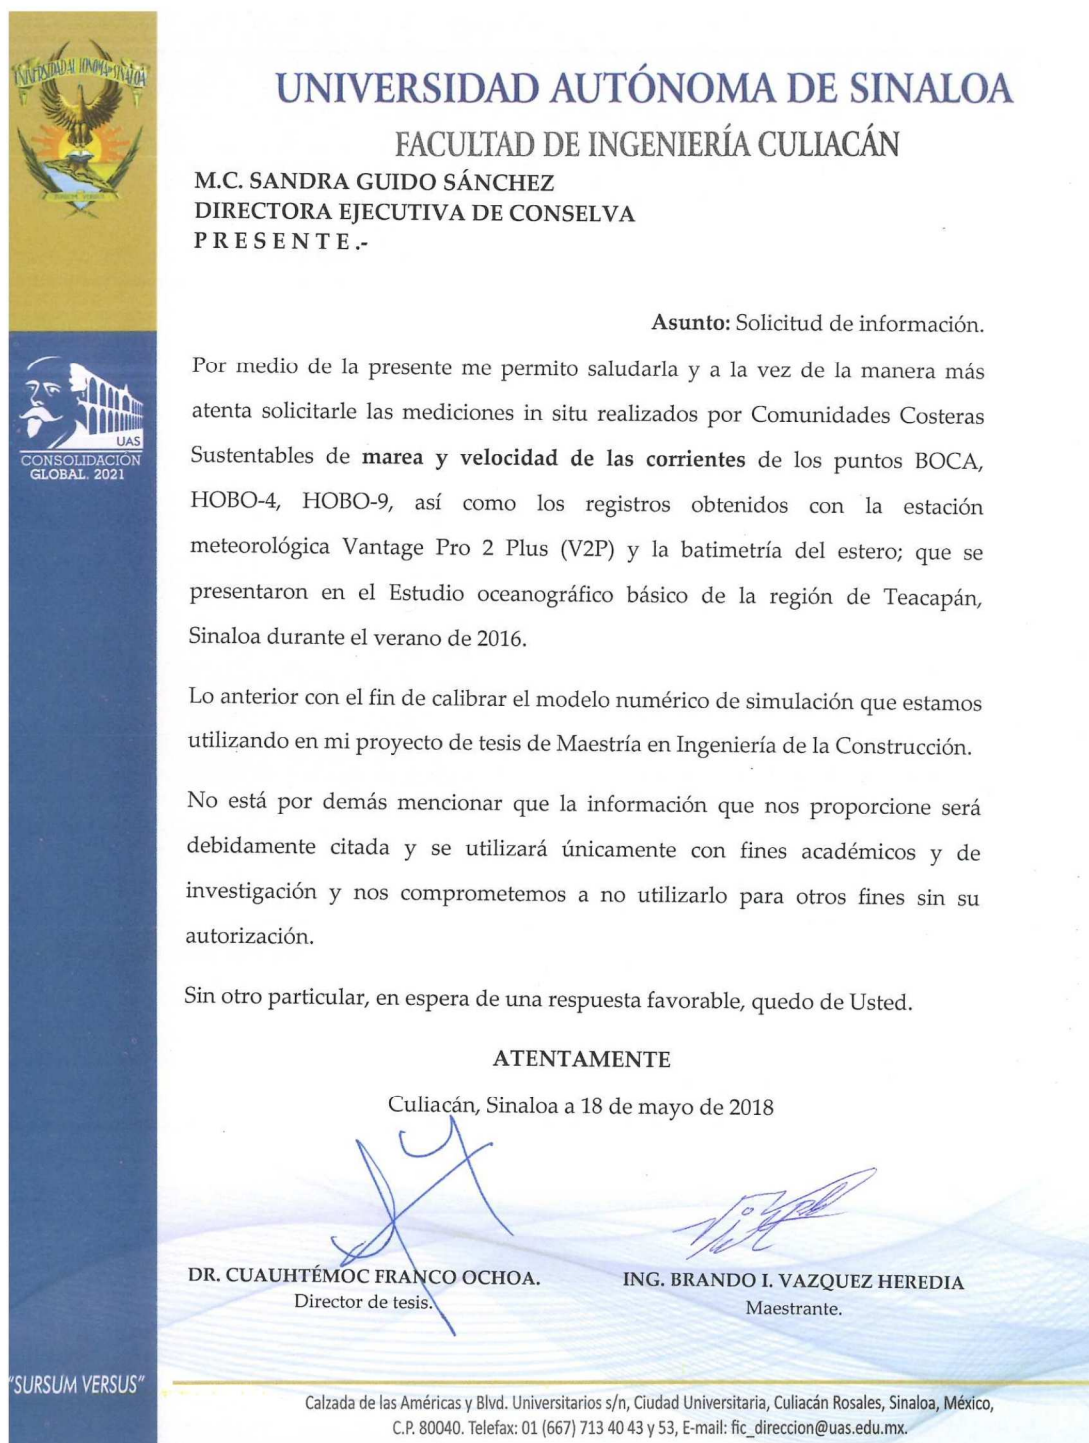 UNIVERSIDAD AUTÓNOMA DE SINALOA
UNIVERSIDAD AUTÓNOMA DE SINALOA
FACULTAD DE INGENIERÍA CULIACÁN
M.C. SANDRA GUIDO SÁNCHEZ
DIRECTORA EJECUTIVA DE CONSELVA
P R E S E N T E .-
Asunto: Solicitud de información.
Por medio de la presente me permito saludarla y a la vez de la manera más
atenta solicitarle las mediciones in situ realizados por Comunidades Costeras
Sustentables de marea y velocidad de las corrientes de los puntos BOCA,
HOBO-4, HOBO-9, así como los registros obtenidos con la estación
meteorológica Vantage Pro 2 Plus (V2P) y la batimetría del estero; que se
presentaron en el Estudio oceanográfico básico de la región de Teacapán,
Sinaloa durante el verano de 2016.
UAS
CONSOLIDACIÓN
GLOBAL. 2021
Lo anterior con el fin de calibrar el modelo numérico de simulación que estamos
utilizando en mi proyecto de tesis de Maestría en Ingeniería de la Construcción.
No está por demás mencionar que la información que nos proporcione será
debidamente citada y se utilizará únicamente con fines académicos y de
investigación y nos comprometemos a no utilizarlo para otros fines sin su
autorización.
Sin otro particular, en espera de una respuesta favorable, quedo de Usted.
ATENTAMENTE
Culiacán, Sinaloa a 18 de mayo de 2018
DR. CUAUHTÉMOC FRANCO OCHOA.
Director de tesis.
ING. BRANDO I. VAZQUEZ HEREDIA
Maestrante.
"SURSUM VERSUS"
Calzada de las Américas y Blvd. Universitarios s/n, Ciudad Universitaria, Culiacán Rosales, Sinaloa, México,
C.P. 80040. Telefax: 01 (667) 713 40 43 y 53, E-mail: fic_direccion@uas.edu.mx.